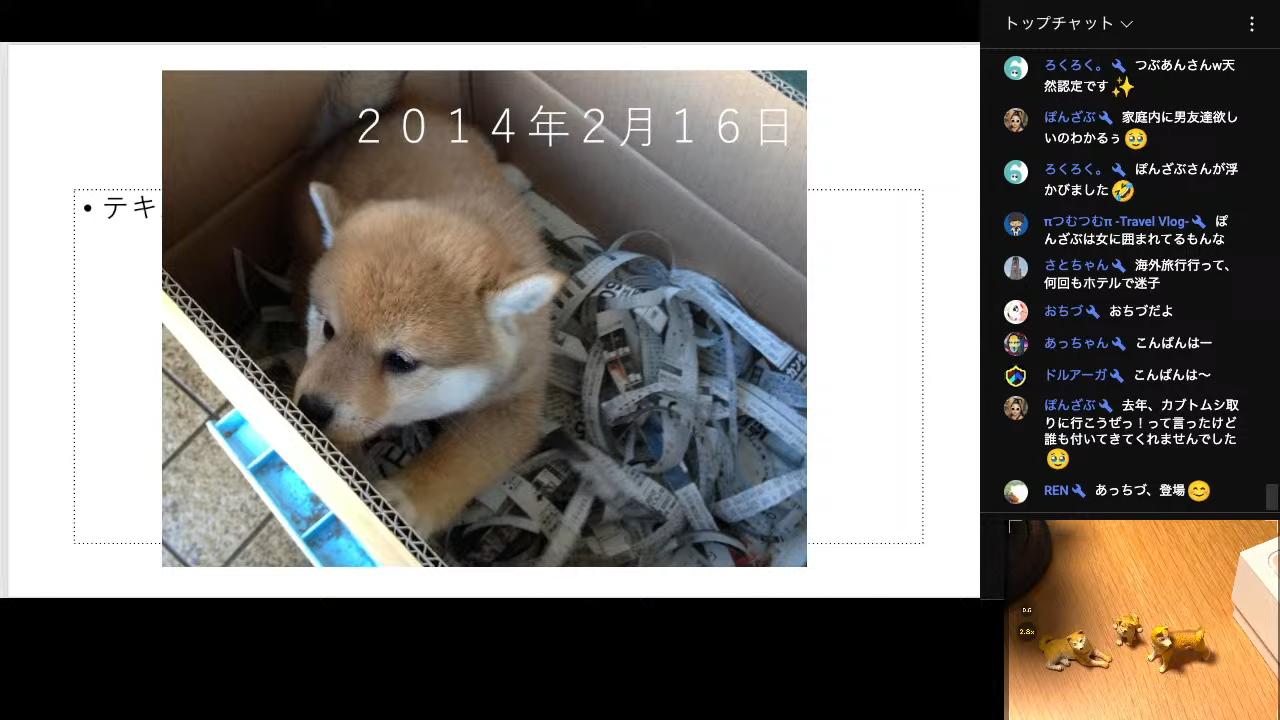 ２０１４年２月１６日
• テキ
トップチャット
ろくろく。 つぶあんさんw天
然認定です✨
ぽんざぶ 家庭内に男友達欲し
いのわかるぅ🥹
ろくろく。 ぽんざぶさんが浮
かびました🤣
πつむつむπ -Travel Vlog- ぽ
んざぶは女に囲まれてるもんな
さとちゃん 海外旅行行って、
何回もホテルで迷子
おちづ おちづだよ
あっちゃん こんばんはー
ドルアーガ こんばんは〜
ぽんざぶ 去年、カブトムシ取
りに行こうぜっ！って言ったけど
誰も付いてきてくれませんでした
🥹
REN あっちづ、登場😊
0.6
2.8x